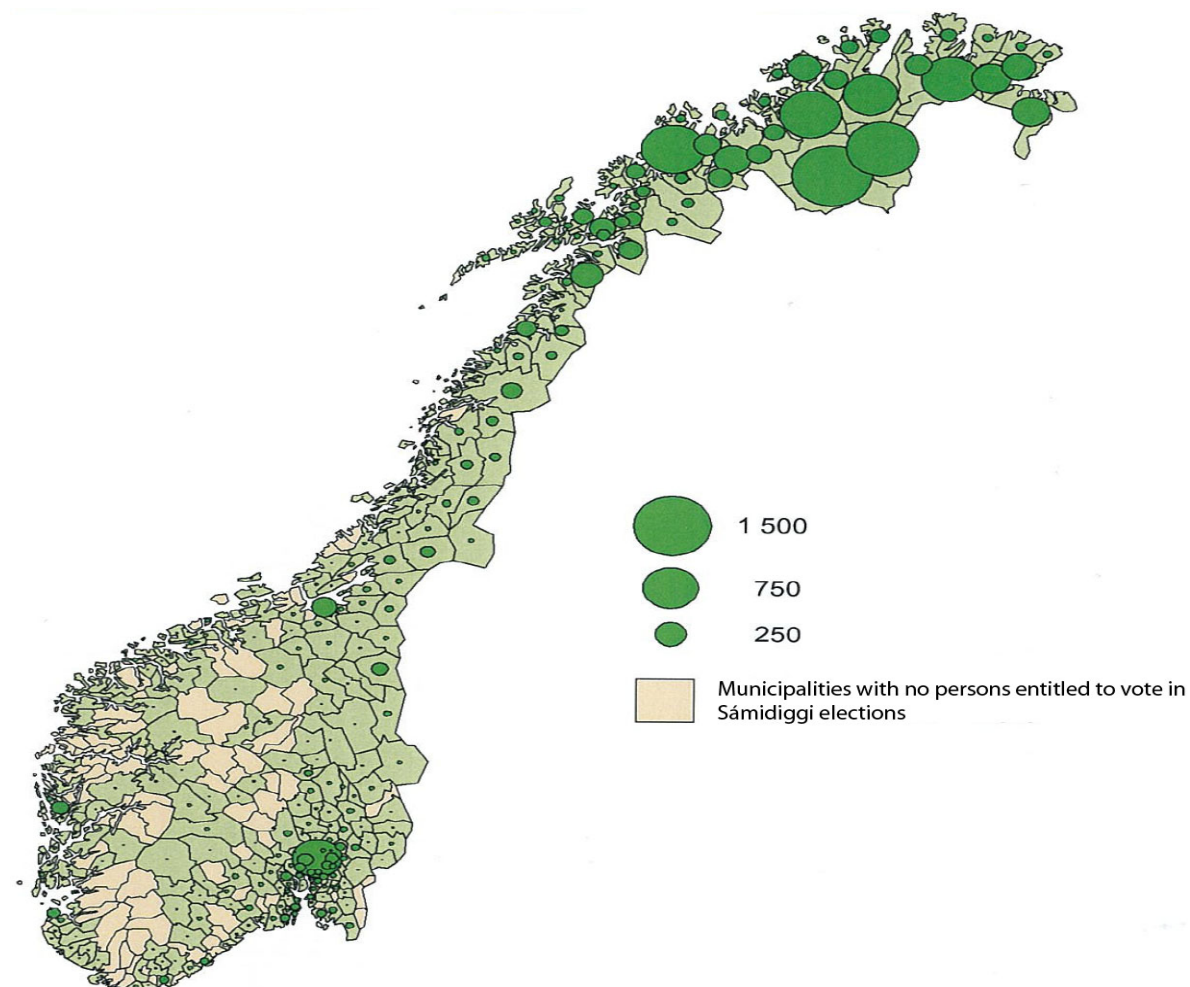 1 500
750
250
Municipalities with no persons entitled to vote in
Sámidiggi elections